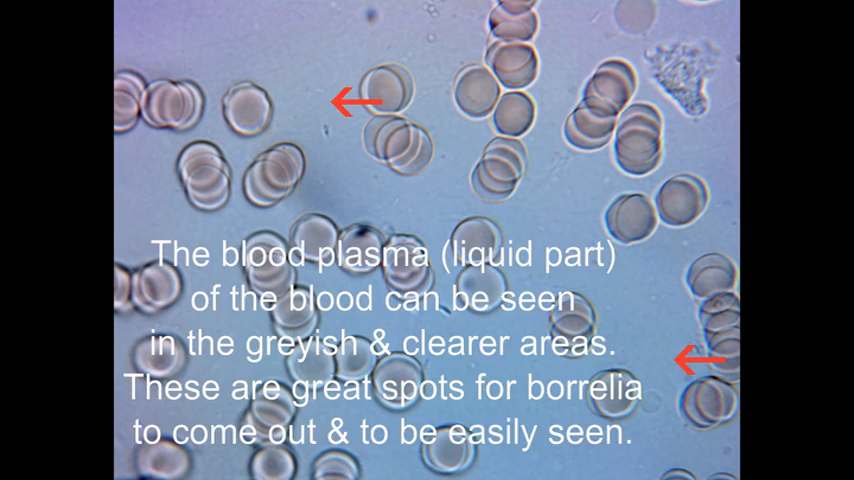 The blood plasma (liquid part)
of the blood can be seen
in the greyish & clearer areas.
These are great spots for borrelia
to come out & to be easily seen.